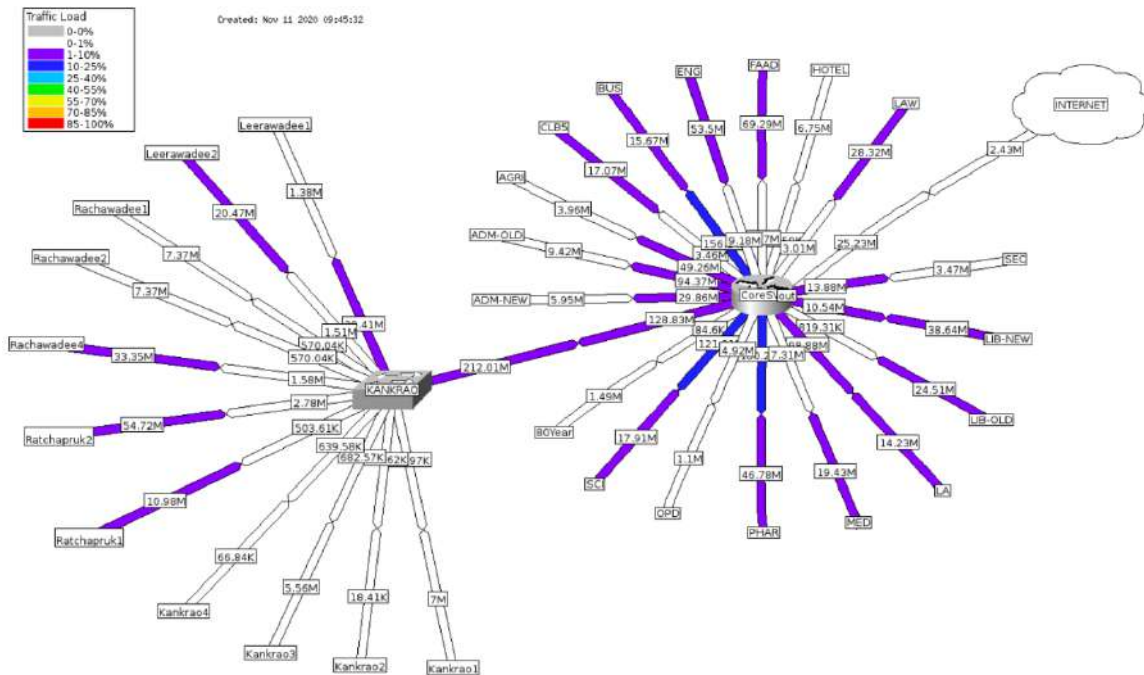 Traffic Load
0-0%
0-1%
1-10%
10-25%
25-40%
40-55%
55-70%
70-85%
85-100%
Created: Nov 11 2020 09:45:32
INTERNET
2.43M
25.23M
HOTEL
6.75M
FAAD
69.29M
ENG
53.5M
9.18M
BUS
15.67M
LAW
28.32M
3.01M
CLBS
17.07M
3.46M
AGRI
3.96M
49.26M
ADM-OLD
9.42M
94.37M
ADM-NEW
5.95M
29.86M
SEC
3.47M
13.88M
LIB-NEW
38.64M
10.54M
LIB-OLD
24.51M
819.31K
LA
14.23M
MED
19.43M
27.31M
PHAR
46.78M
OPD
1.1M
4.92M
SCI
17.91M
80Year
1.49M
84.6K
128.83M
212.01M
KANKRAO
Leerawadee1
1.38M
Leerawadee2
20.47M
1.51M
Rachawadee1
7.37M
570.04K
Rachawadee2
7.37M
570.04K
Rachawadee4
33.35M
1.58M
Ratchapruk2
54.72M
2.78M
Ratchapruk1
10.98M
503.61K
Kankrao4
66.84K
639.58K
Kankrao3
5.56M
682.57K
Kankrao2
18.41K
Kankrao1
7M